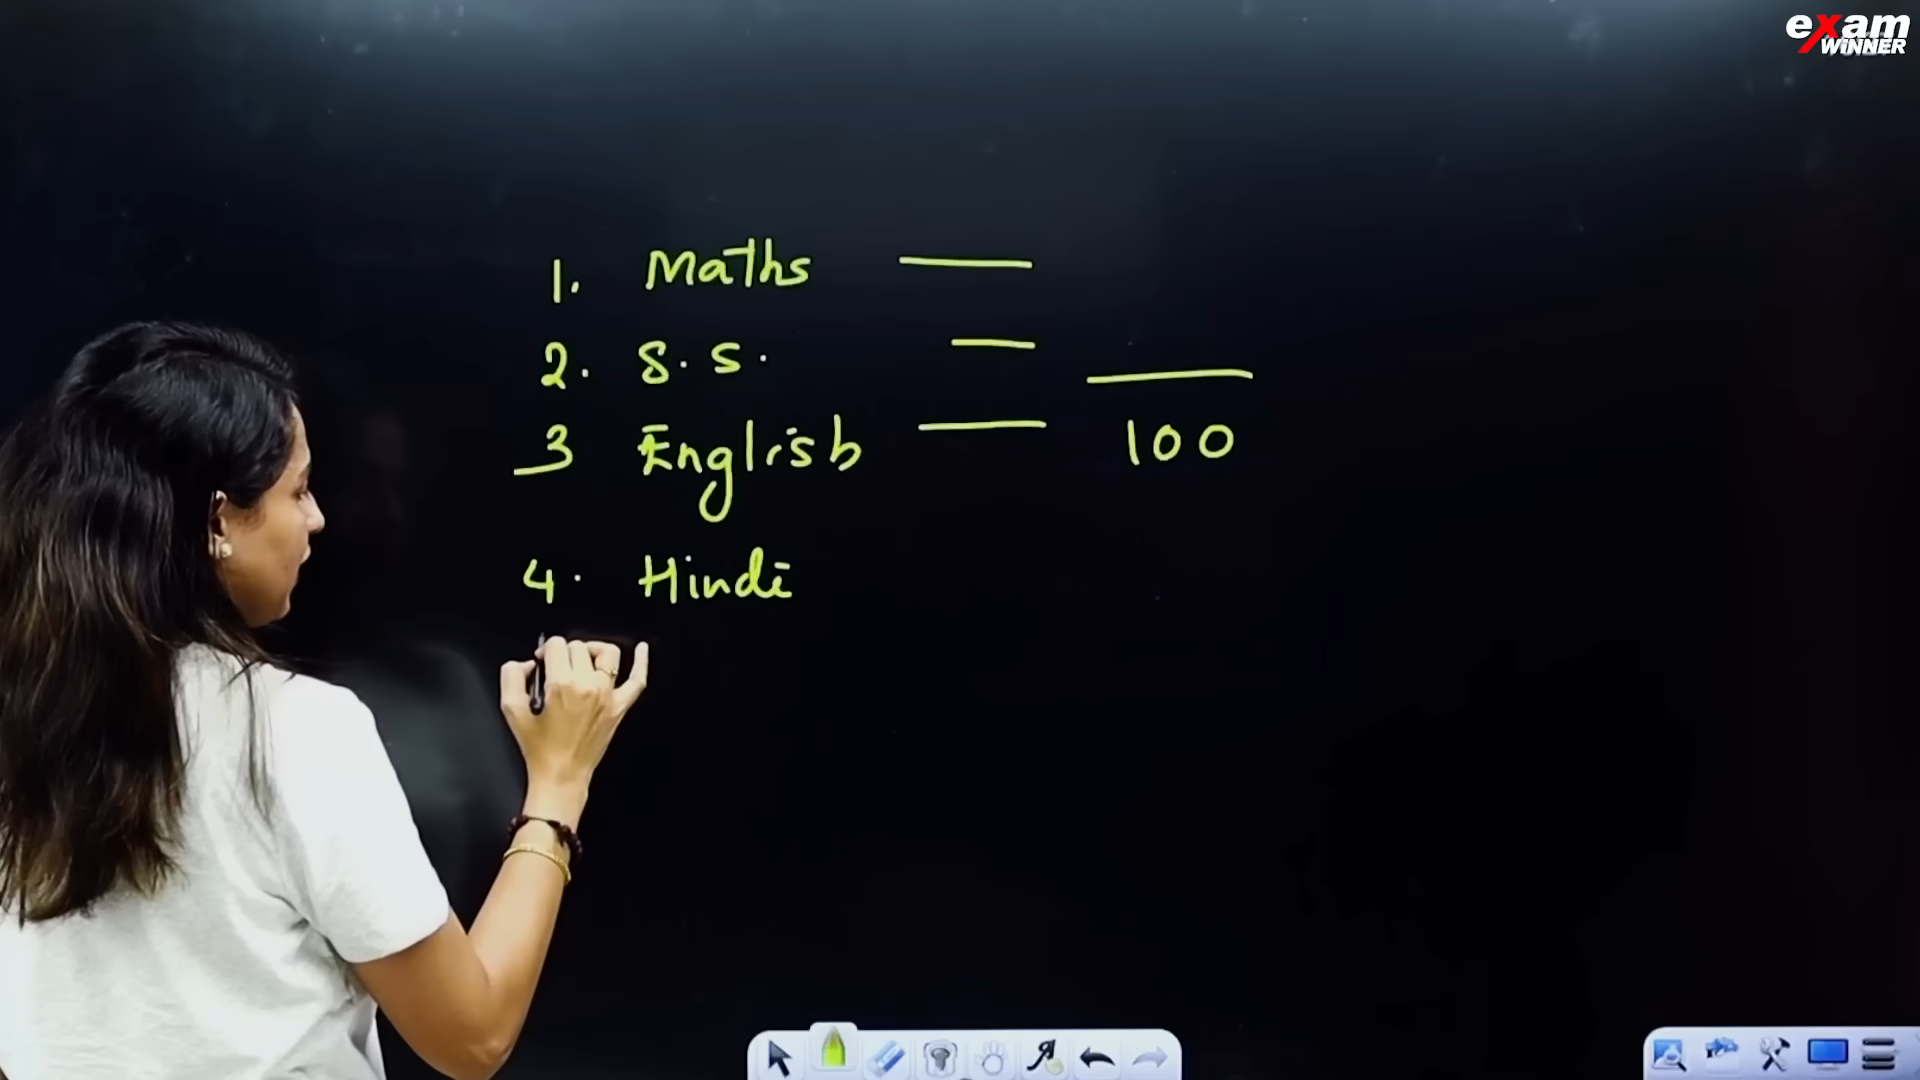 exam
WINNER
1. Maths
2. S. S.
3 English
100
4. Hindi